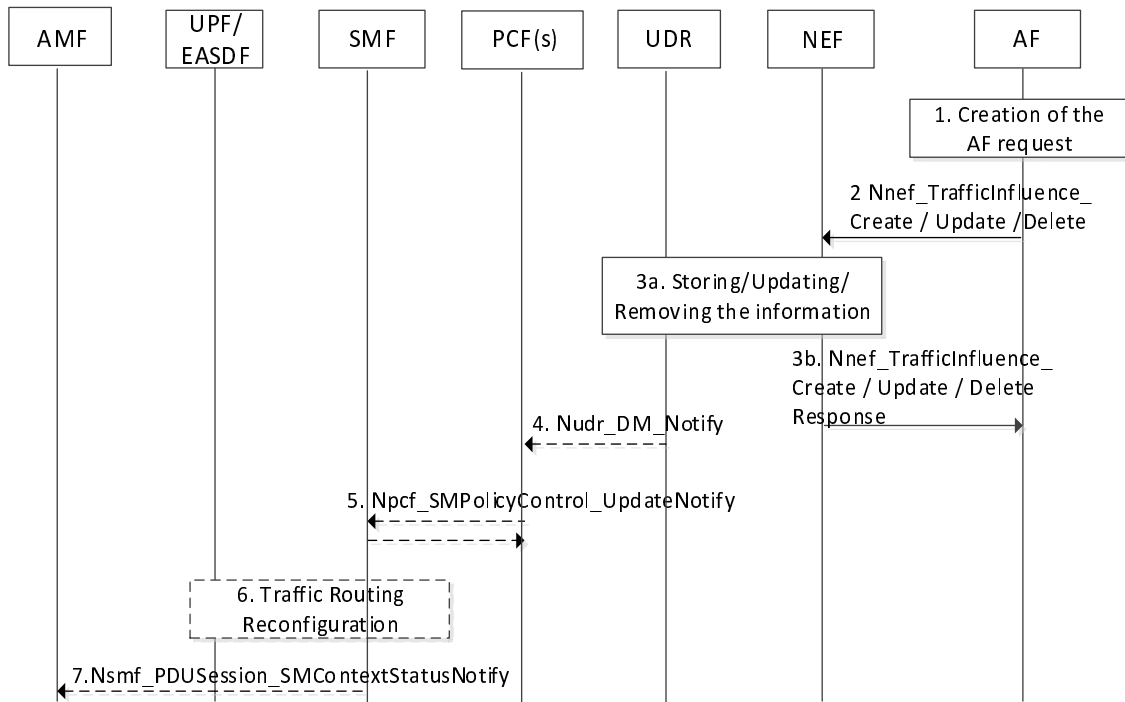 AMF
UPF/
EASDF
SMF
PCF(s)
UDR
NEF
AF
1. Creation of the
AF request
2 Nnef_TrafficInfluence_
Create / Update /Delete
3a. Storing/Updating/
Removing the information
3b. Nnef_TrafficInfluence_
Create / Update / Delete
Response
4. Nudr_DM_Notify
5. Npcf_SMPolicyControl_UpdateNotify
6. Traffic Routing
Reconfiguration
7.Nsmf_PDUSession_SMContextStatusNotify